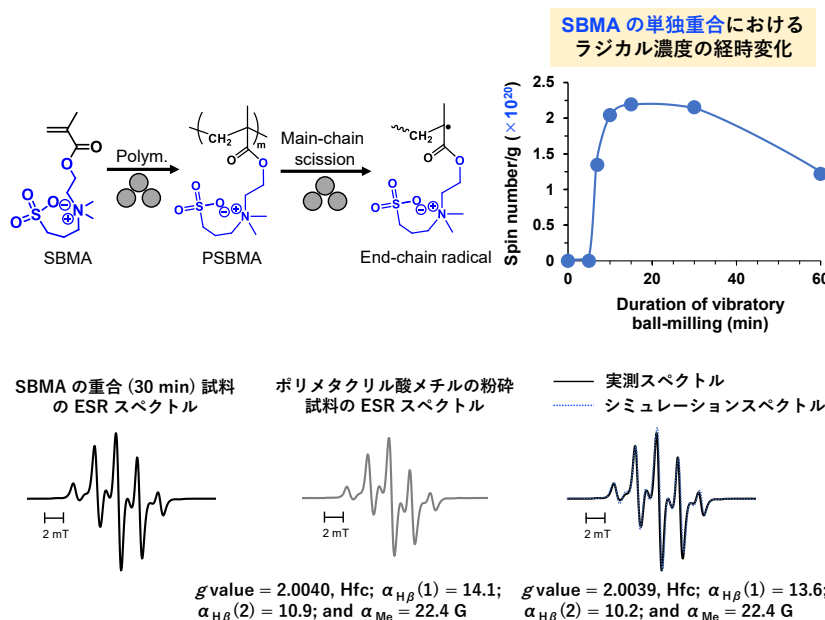 SBMA の単独重合における
ラジカル濃度の経時変化
Polym.
Main-chain
scission
CH2
m
CH2
O
O
O
O
O
O
O
O
S
O
N
O
S
O
N
O
S
O
N
SBMA
PSBMA
End-chain radical
Spin number/g (×10²⁰)
2.5
2
1.5
1
0.5
0
0
20
40
60
Duration of vibratory
ball-milling (min)
SBMA の重合 (30 min) 試料
の ESR スペクトル
2 mT
ポリメタクリル酸メチルの粉砕
試料の ESR スペクトル
2 mT
g value = 2.0040, Hfc; αHβ(1) = 14.1;
αHβ(2) = 10.9; and αMe = 22.4 G
実測スペクトル
シミュレーションスペクトル
2 mT
g value = 2.0039, Hfc; αHβ(1) = 13.6;
αHβ(2) = 10.2; and αMe = 22.4 G